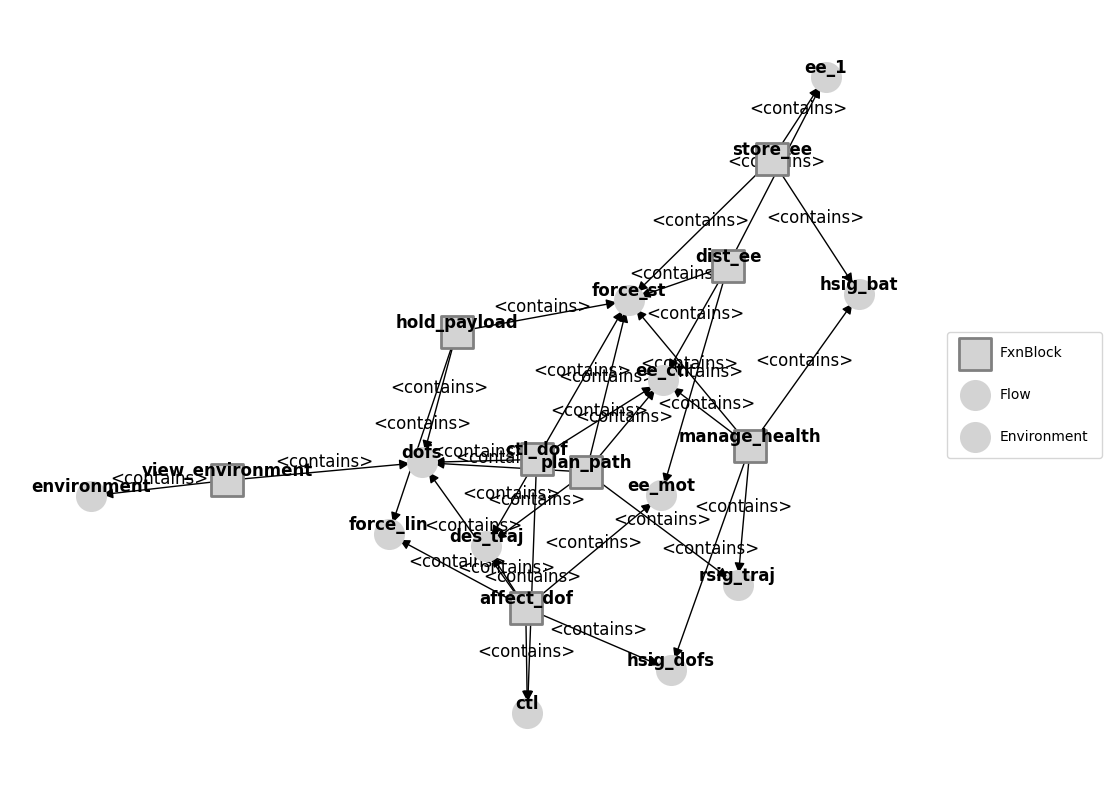 ee_1
<contains>
store_ee
<contains>
<contains>
<contains>
dist_ee
<contains>
hsig_bat
force_st
<contains>
<contains>
hold_payload
FxnBlock
<contains>
<contains>
<contains>
ee_ctl
<contains>
<contains>
<contains>
Flow
<contains>
<contains>
<contains>
<contains>
<contains>
manage_health
Environment
dofs
<contains>
ctl_dof
<contains>
plan_path
<contains>
view_environment
<contains>
environment
ee_mot
<contains>
<contains>
<contains>
force_lin
<contains>
<contains>
des_traj
<contains>
<contains>
<contains>
<contains>
<contains>
rsig_traj
affect_dof
<contains>
<contains>
hsig_dofs
ctl